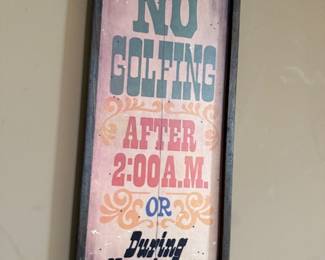 NO
GOLFING
AFTER
2:00A.M.
OR
During